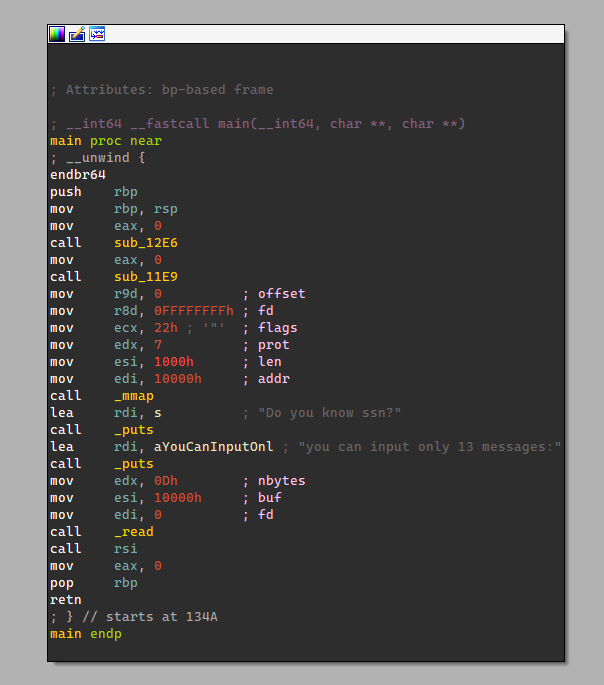 ; Attributes: bp-based frame
; __int64 __fastcall main(__int64, char **, char **)
main proc near
; __unwind {
endbr64
push    rbp
mov     rbp, rsp
mov     eax, 0
call    sub_12E6
mov     eax, 0
call    sub_11E9
mov     r9d, 0          ; offset
mov     r8d, 0FFFFFFFFh ; fd
mov     ecx, 22h ; '"'  ; flags
mov     edx, 7          ; prot
mov     esi, 1000h      ; len
mov     edi, 10000h     ; addr
call    _mmap
lea     rdi, s          ; "Do you know ssn?"
call    _puts
lea     rdi, aYouCanInputOnl ; "you can input only 13 messages:"
call    _puts
mov     edx, 0Dh        ; nbytes
mov     esi, 10000h     ; buf
mov     edi, 0          ; fd
call    _read
call    rsi
mov     eax, 0
pop     rbp
retn
; } // starts at 134A
main endp